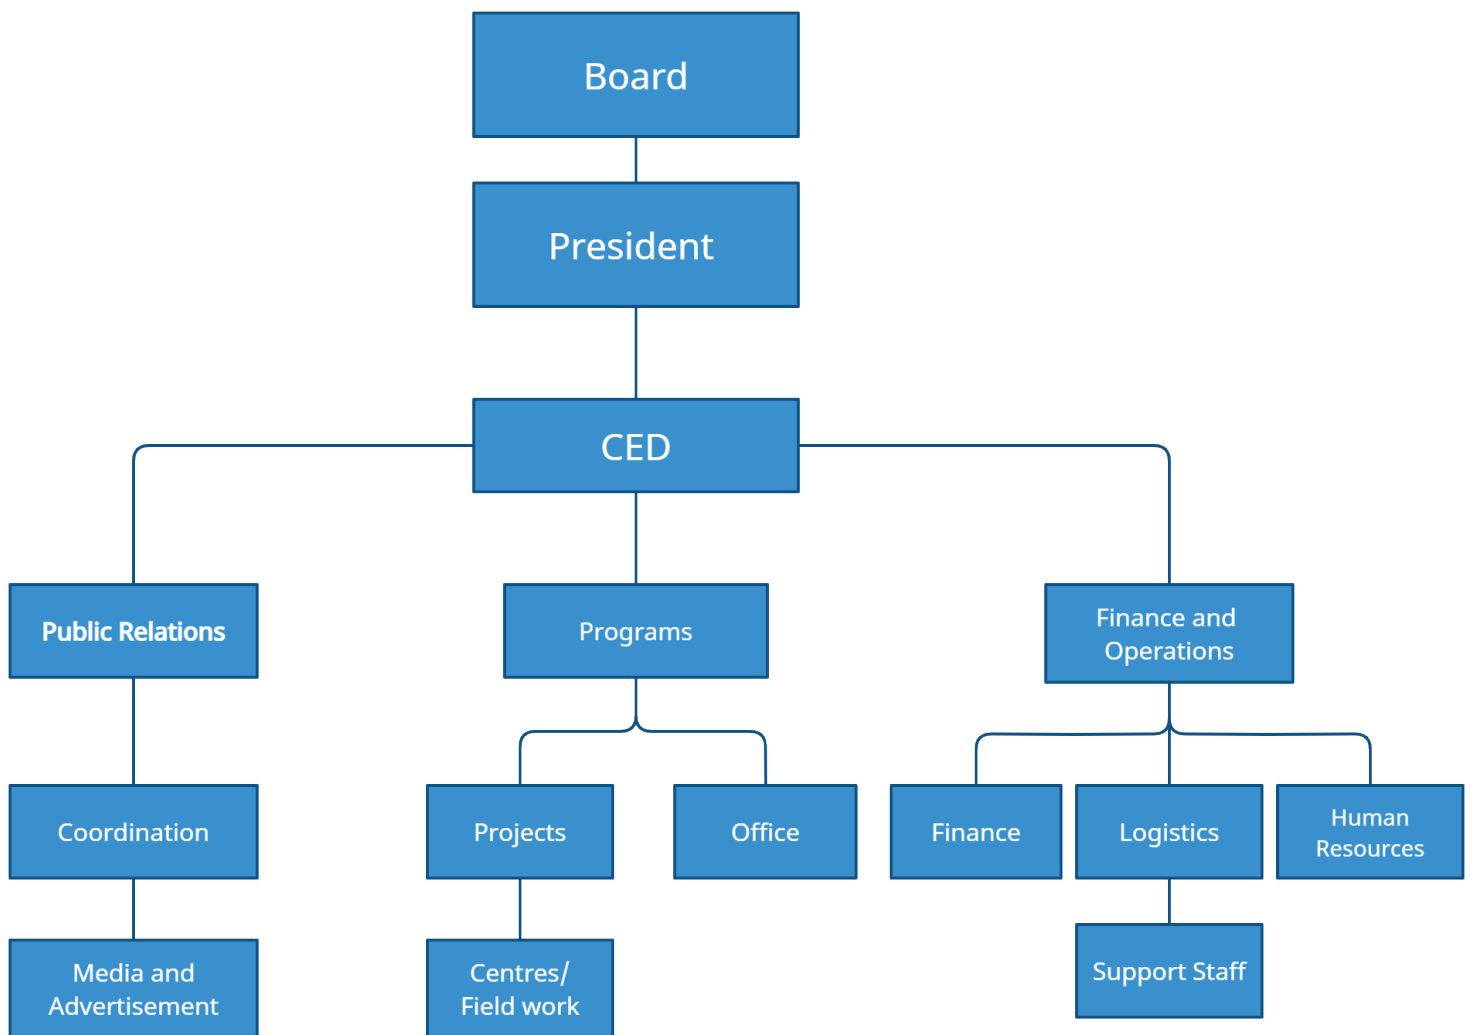 Board
President
CED
Public Relations
Programs
Finance and
Operations
Coordination
Projects
Office
Finance
Logistics
Human
Resources
Media and
Advertisement
Centres/
Field work
Support Staff